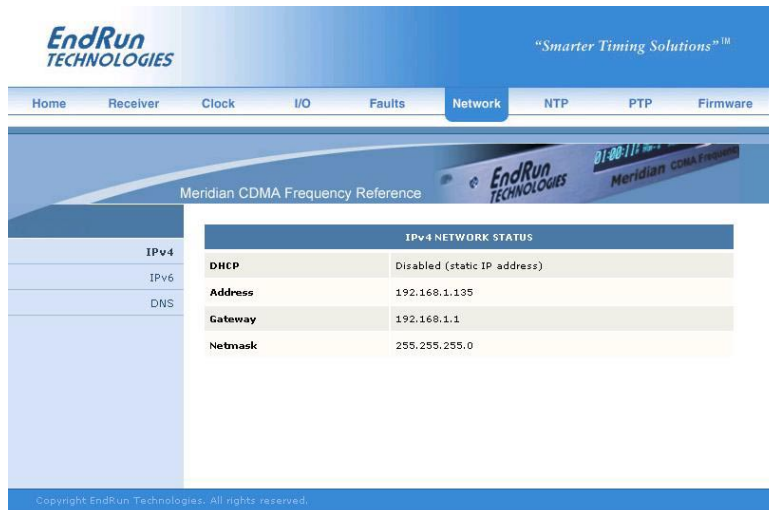 EndRun
TECHNOLOGIES
"Smarter Timing Solutions"™
Home Receiver Clock I/O Faults Network NTP PTP Firmware
Meridian CDMA Frequency Reference
EndRun
TECHNOLOGIES
Meridian CDMA
IPv4
IPv6
DNS
IPv4 NETWORK STATUS
DHCP Disabled (static IP address)
Address 192.168.1.135
Gateway 192.168.1.1
Netmask 255.255.255.0
Copyright EndRun Technologies. All rights reserved.